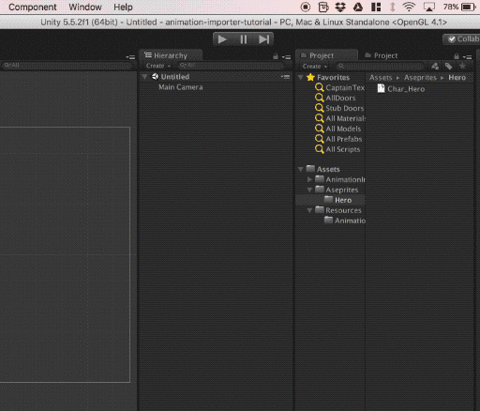 Component Window Help 78%
Unity 5.5.2f1 (64bit) - Untitled - animation-importer-tutorial - PC, Mac & Linux Standalone <OpenGL 4.1>
Collab
Hierarchy Project Project
Create All Create
All
Untitled
Main Camera
Favorites
CaptainTex
AllDoors
Stub Doors
All Material
All Models
All Prefabs
All Scripts
Assets
AnimationI
Aseprites
Hero
Resources
Animatio
Assets Aseprites Hero
Char_Hero